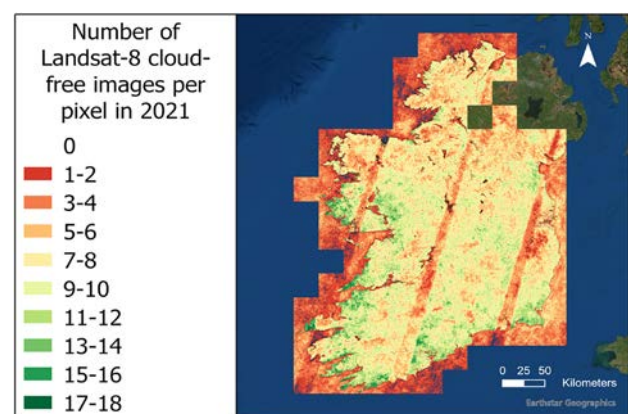 Number of
Landsat-8 cloud-
free images per
pixel in 2021
0
1-2
3-4
5-6
7-8
9-10
11-12
13-14
15-16
17-18
N
0 25 50
Kilometers
Earthstar Geographics